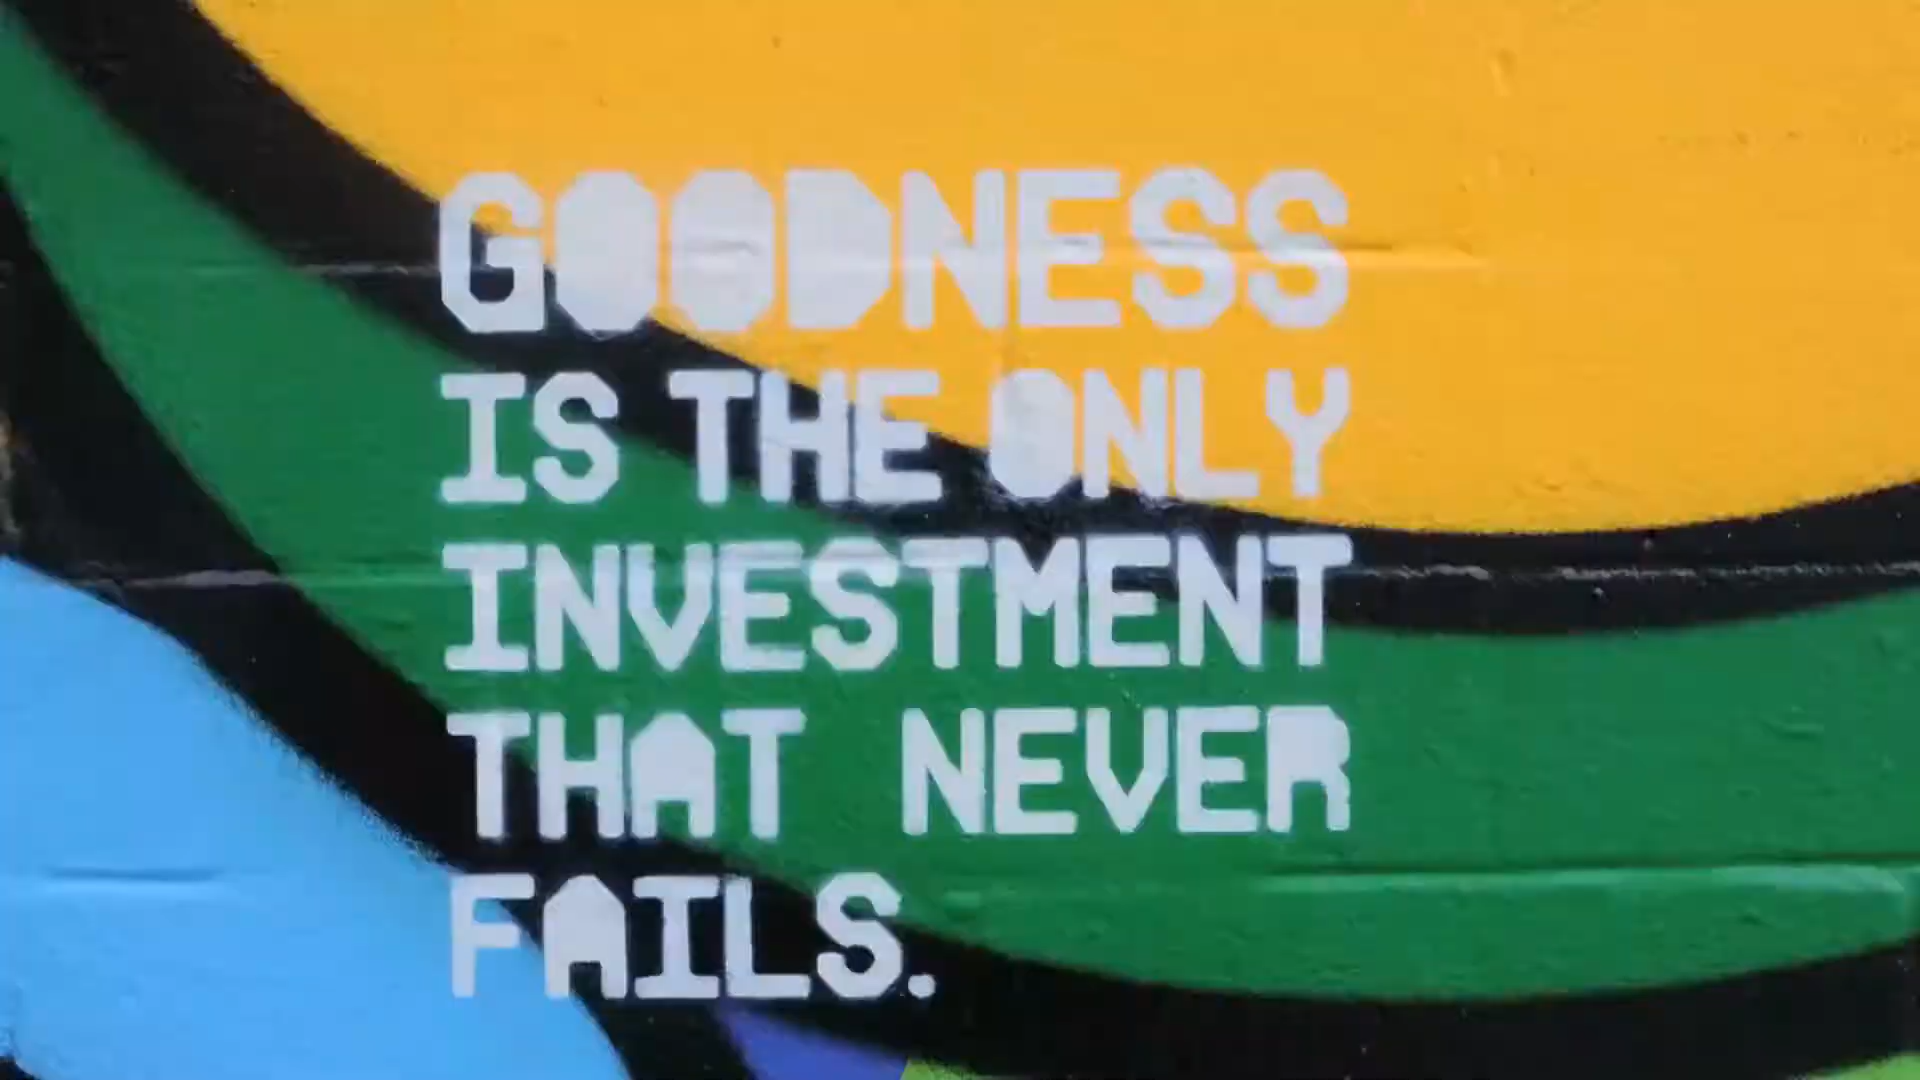 GOODNESS
IS THE ONLY
INVESTMENT
THAT NEVER
FAILS.